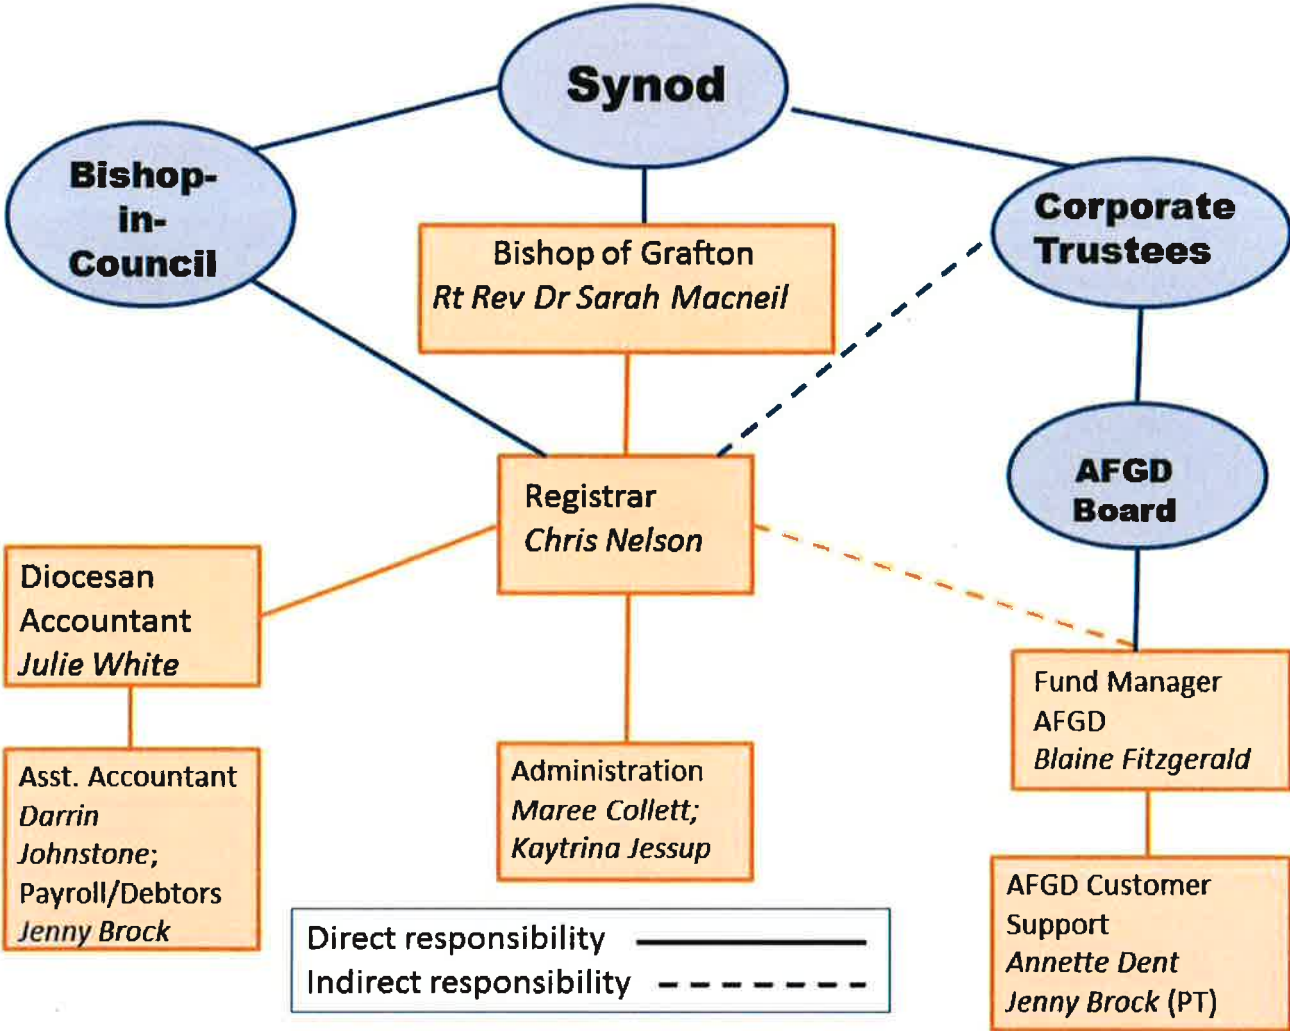 Synod
Bishop-
in-
Council
Corporate
Trustees
Bishop of Grafton
Rt Rev Dr Sarah Macneil
AFGD
Board
Registrar
Chris Nelson
Diocesan
Accountant
Julie White
Fund Manager
AFGD
Blaine Fitzgerald
Asst. Accountant
Darrin
Johnstone;
Payroll/Debtors
Jenny Brock
Administration
Maree Collett;
Kaytrina Jessup
AFGD Customer
Support
Annette Dent
Jenny Brock (PT)
Direct responsibility
Indirect responsibility